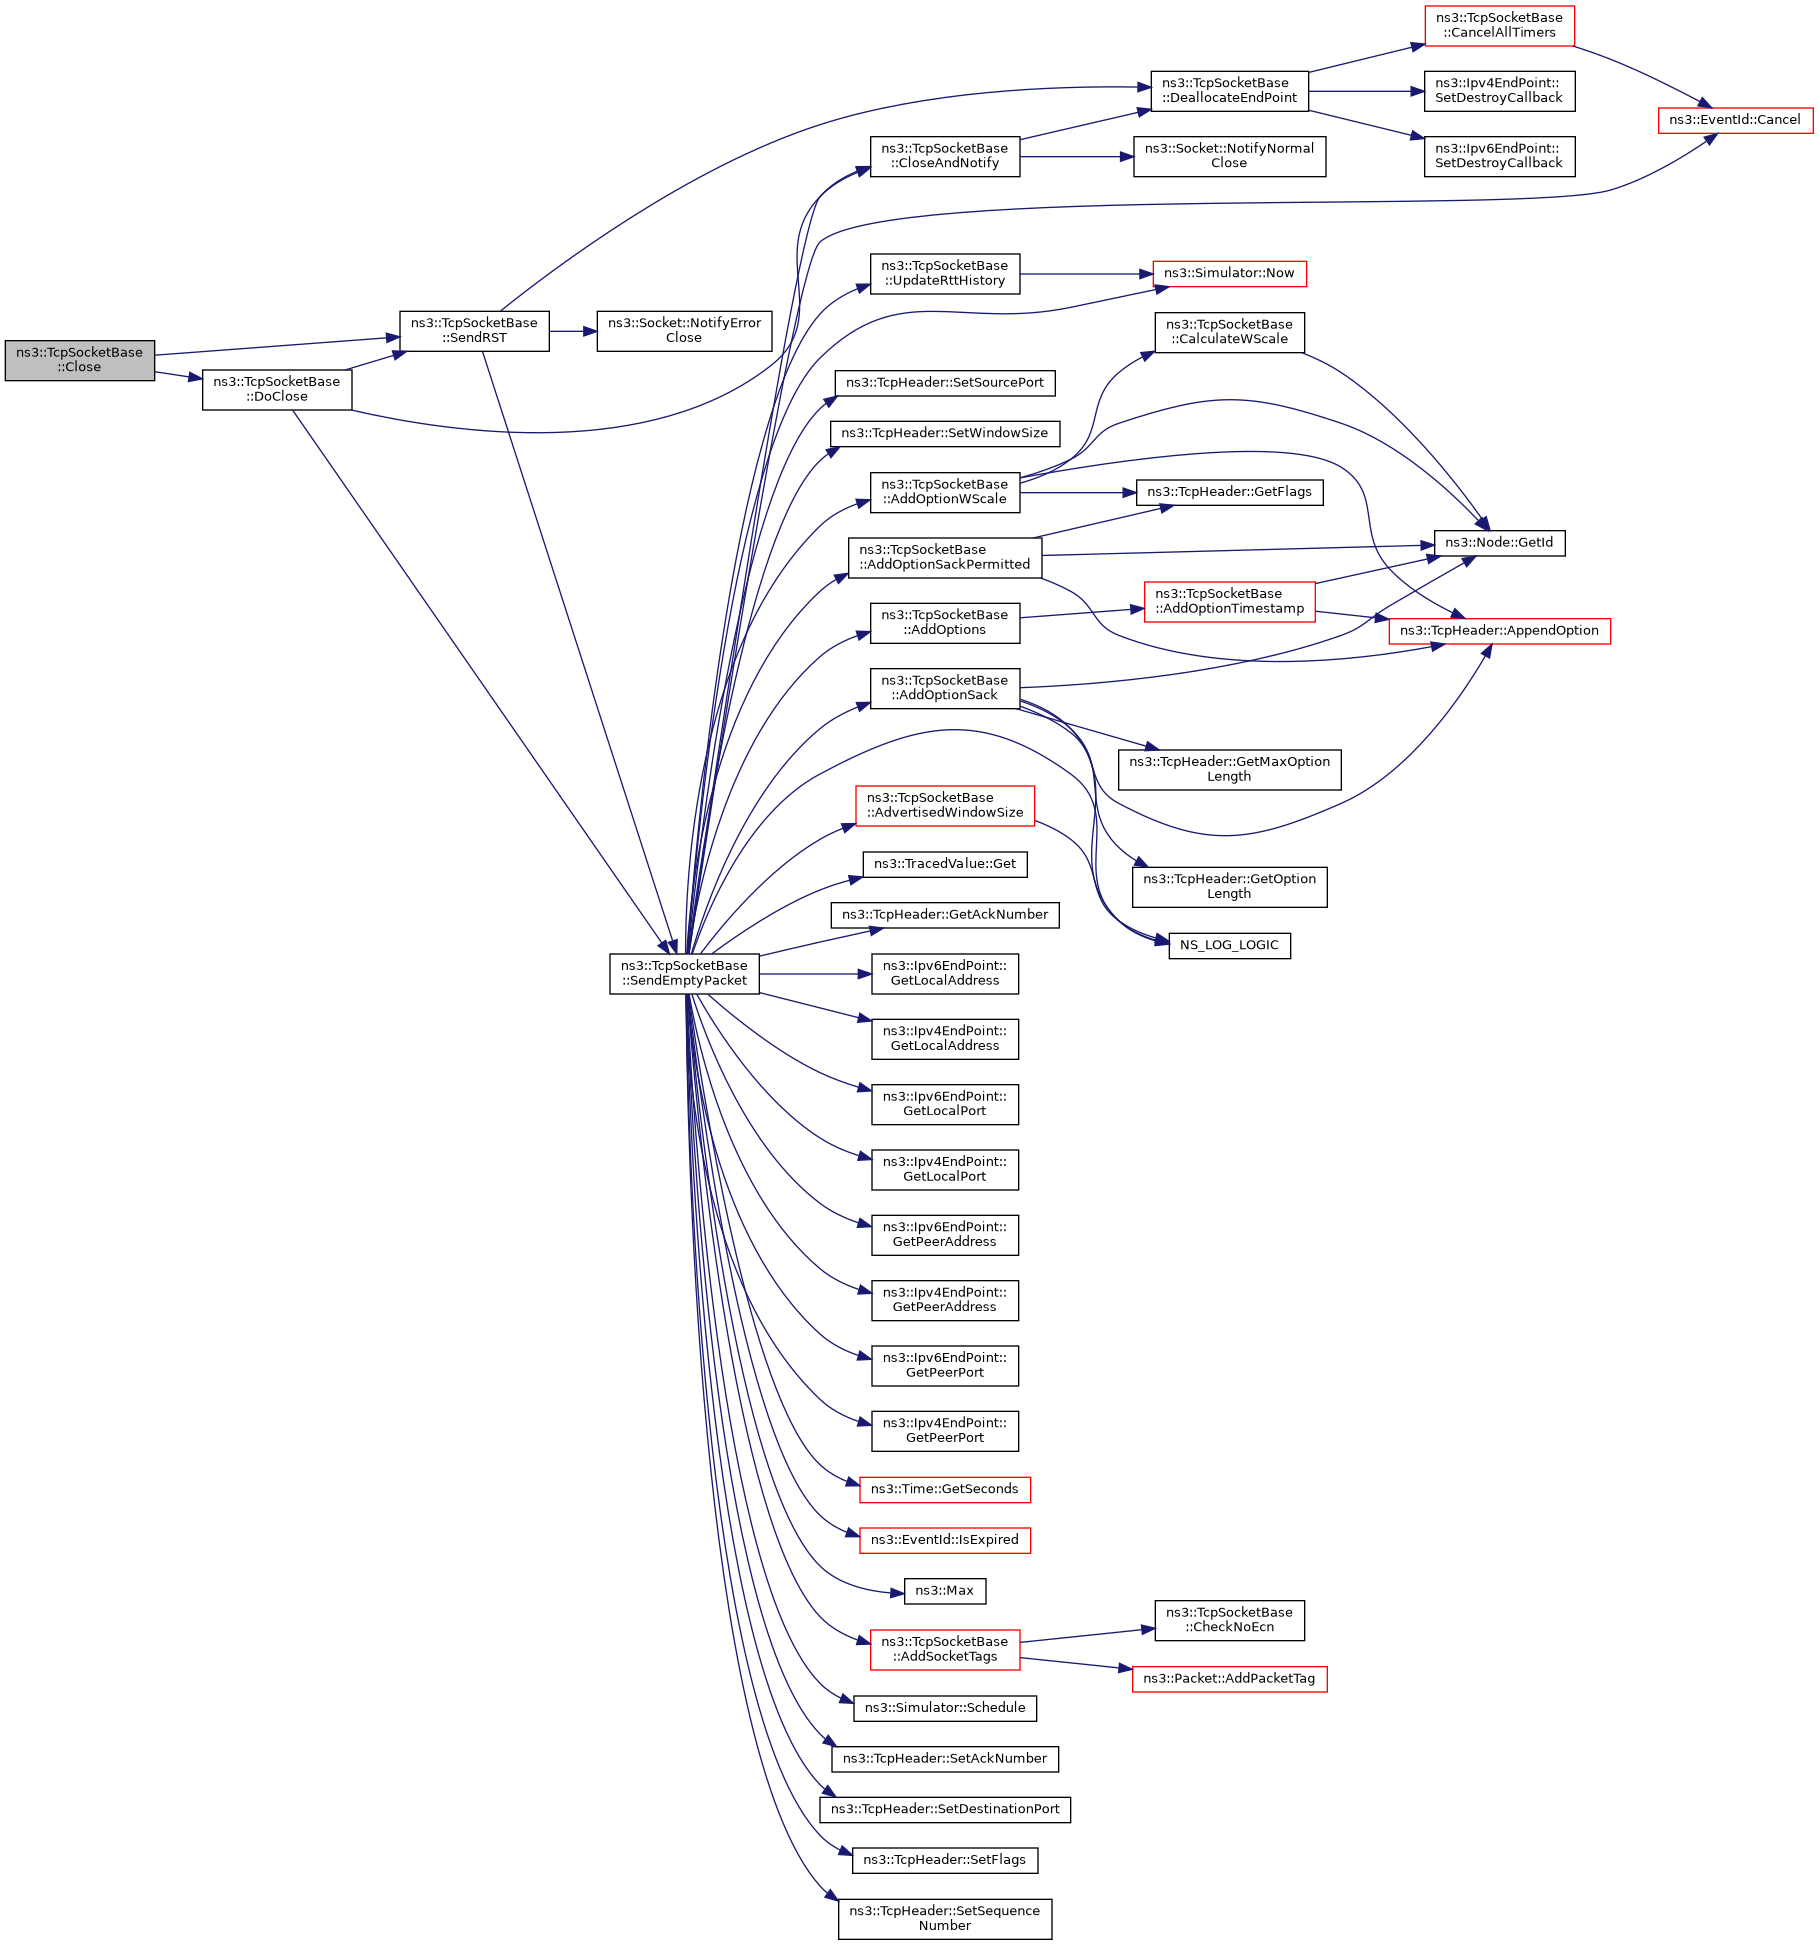 ns3::TcpSocketBase
::Close
ns3::TcpSocketBase
::SendRST
ns3::TcpSocketBase
::DoClose
ns3::Socket::NotifyError
Close
ns3::TcpSocketBase
::SendEmptyPacket
ns3::TcpSocketBase
::CloseAndNotify
ns3::TcpSocketBase
::UpdateRttHistory
ns3::TcpHeader::SetSourcePort
ns3::TcpHeader::SetWindowSize
ns3::TcpSocketBase
::AddOptionWScale
ns3::TcpSocketBase
::AddOptionSackPermitted
ns3::TcpSocketBase
::AddOptions
ns3::TcpSocketBase
::AddOptionSack
ns3::TcpSocketBase
::AdvertisedWindowSize
ns3::TracedValue::Get
ns3::TcpHeader::GetAckNumber
ns3::Ipv6EndPoint::
GetLocalAddress
ns3::Ipv4EndPoint::
GetLocalAddress
ns3::Ipv6EndPoint::
GetLocalPort
ns3::Ipv4EndPoint::
GetLocalPort
ns3::Ipv6EndPoint::
GetPeerAddress
ns3::Ipv4EndPoint::
GetPeerAddress
ns3::Ipv6EndPoint::
GetPeerPort
ns3::Ipv4EndPoint::
GetPeerPort
ns3::Time::GetSeconds
ns3::EventId::IsExpired
ns3::Max
ns3::TcpSocketBase
::AddSocketTags
ns3::Simulator::Schedule
ns3::TcpHeader::SetAckNumber
ns3::TcpHeader::SetDestinationPort
ns3::TcpHeader::SetFlags
ns3::TcpHeader::SetSequence
Number
ns3::TcpSocketBase
::DeallocateEndPoint
ns3::Socket::NotifyNormal
Close
ns3::Simulator::Now
ns3::TcpSocketBase
::CalculateWScale
ns3::TcpHeader::GetFlags
ns3::TcpSocketBase
::AddOptionTimestamp
ns3::TcpHeader::GetMaxOption
Length
ns3::TcpHeader::GetOption
Length
NS_LOG_LOGIC
ns3::TcpSocketBase
::CheckNoEcn
ns3::Packet::AddPacketTag
ns3::TcpSocketBase
::CancelAllTimers
ns3::Ipv4EndPoint::
SetDestroyCallback
ns3::Ipv6EndPoint::
SetDestroyCallback
ns3::Node::GetId
ns3::TcpHeader::AppendOption
ns3::EventId::Cancel